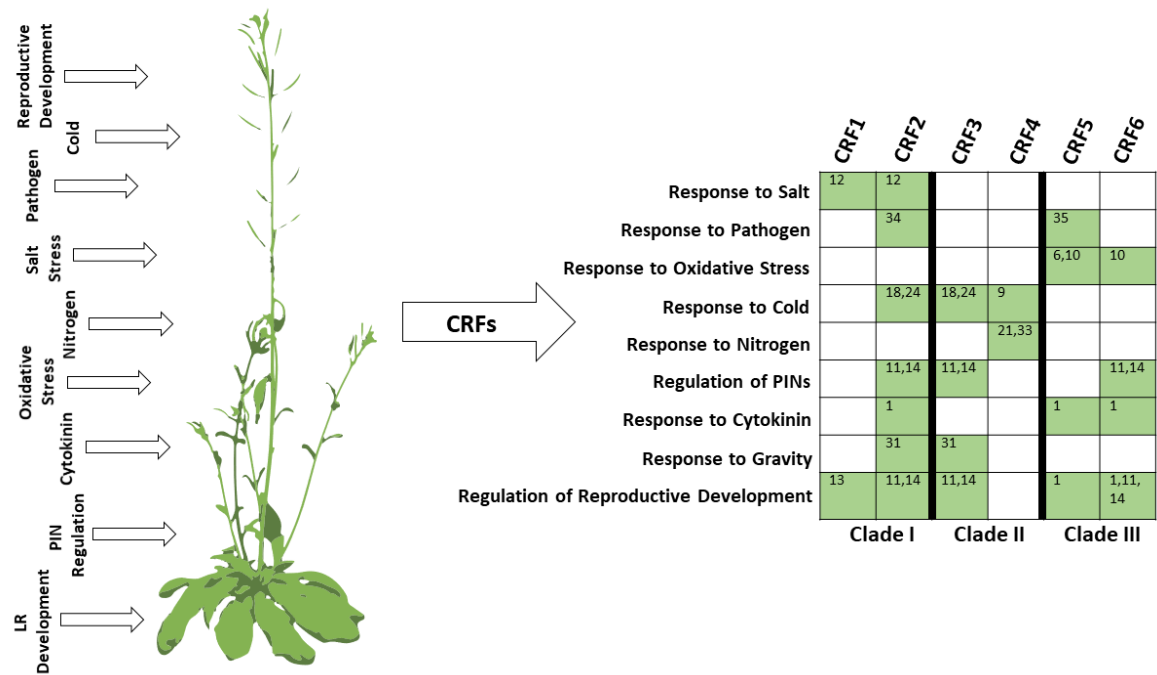 Reproductive
Development
Cold
Pathogen
Salt
Stress
Nitrogen
Oxidative
Stress
Cytokinin
PIN
Regulation
LR
Development
CRFs
CRF1 CRF2 CRF3 CRF4 CRF5 CRF6
Response to Salt 12 12
Response to Pathogen 34 35
Response to Oxidative Stress 6,10 10
Response to Cold 18,24 18,24 9
Response to Nitrogen 21,33
Regulation of PINs 11,14 11,14 11,14
Response to Cytokinin 1 1 1
Response to Gravity 31 31
Regulation of Reproductive Development 13 11,14 11,14 1 1,11,
14
Clade I Clade II Clade III